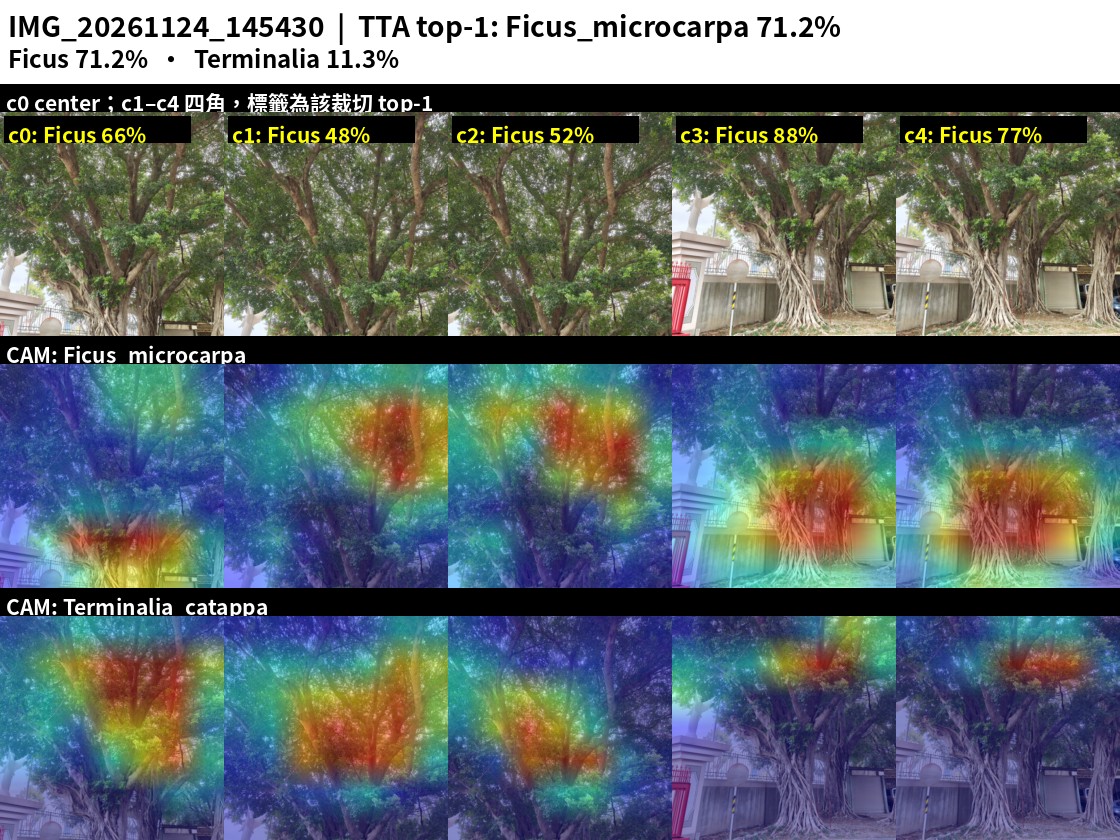 IMG_20261124_145430 | TTA top-1: Ficus_microcarpa 71.2%
Ficus 71.2% • Terminalia 11.3%
c0 center；c1–c4 四角，標籤為該裁切 top-1
c0: Ficus 66%
c1: Ficus 48%
c2: Ficus 52%
c3: Ficus 88%
c4: Ficus 77%
CAM: Ficus_microcarpa
CAM: Terminalia_catappa